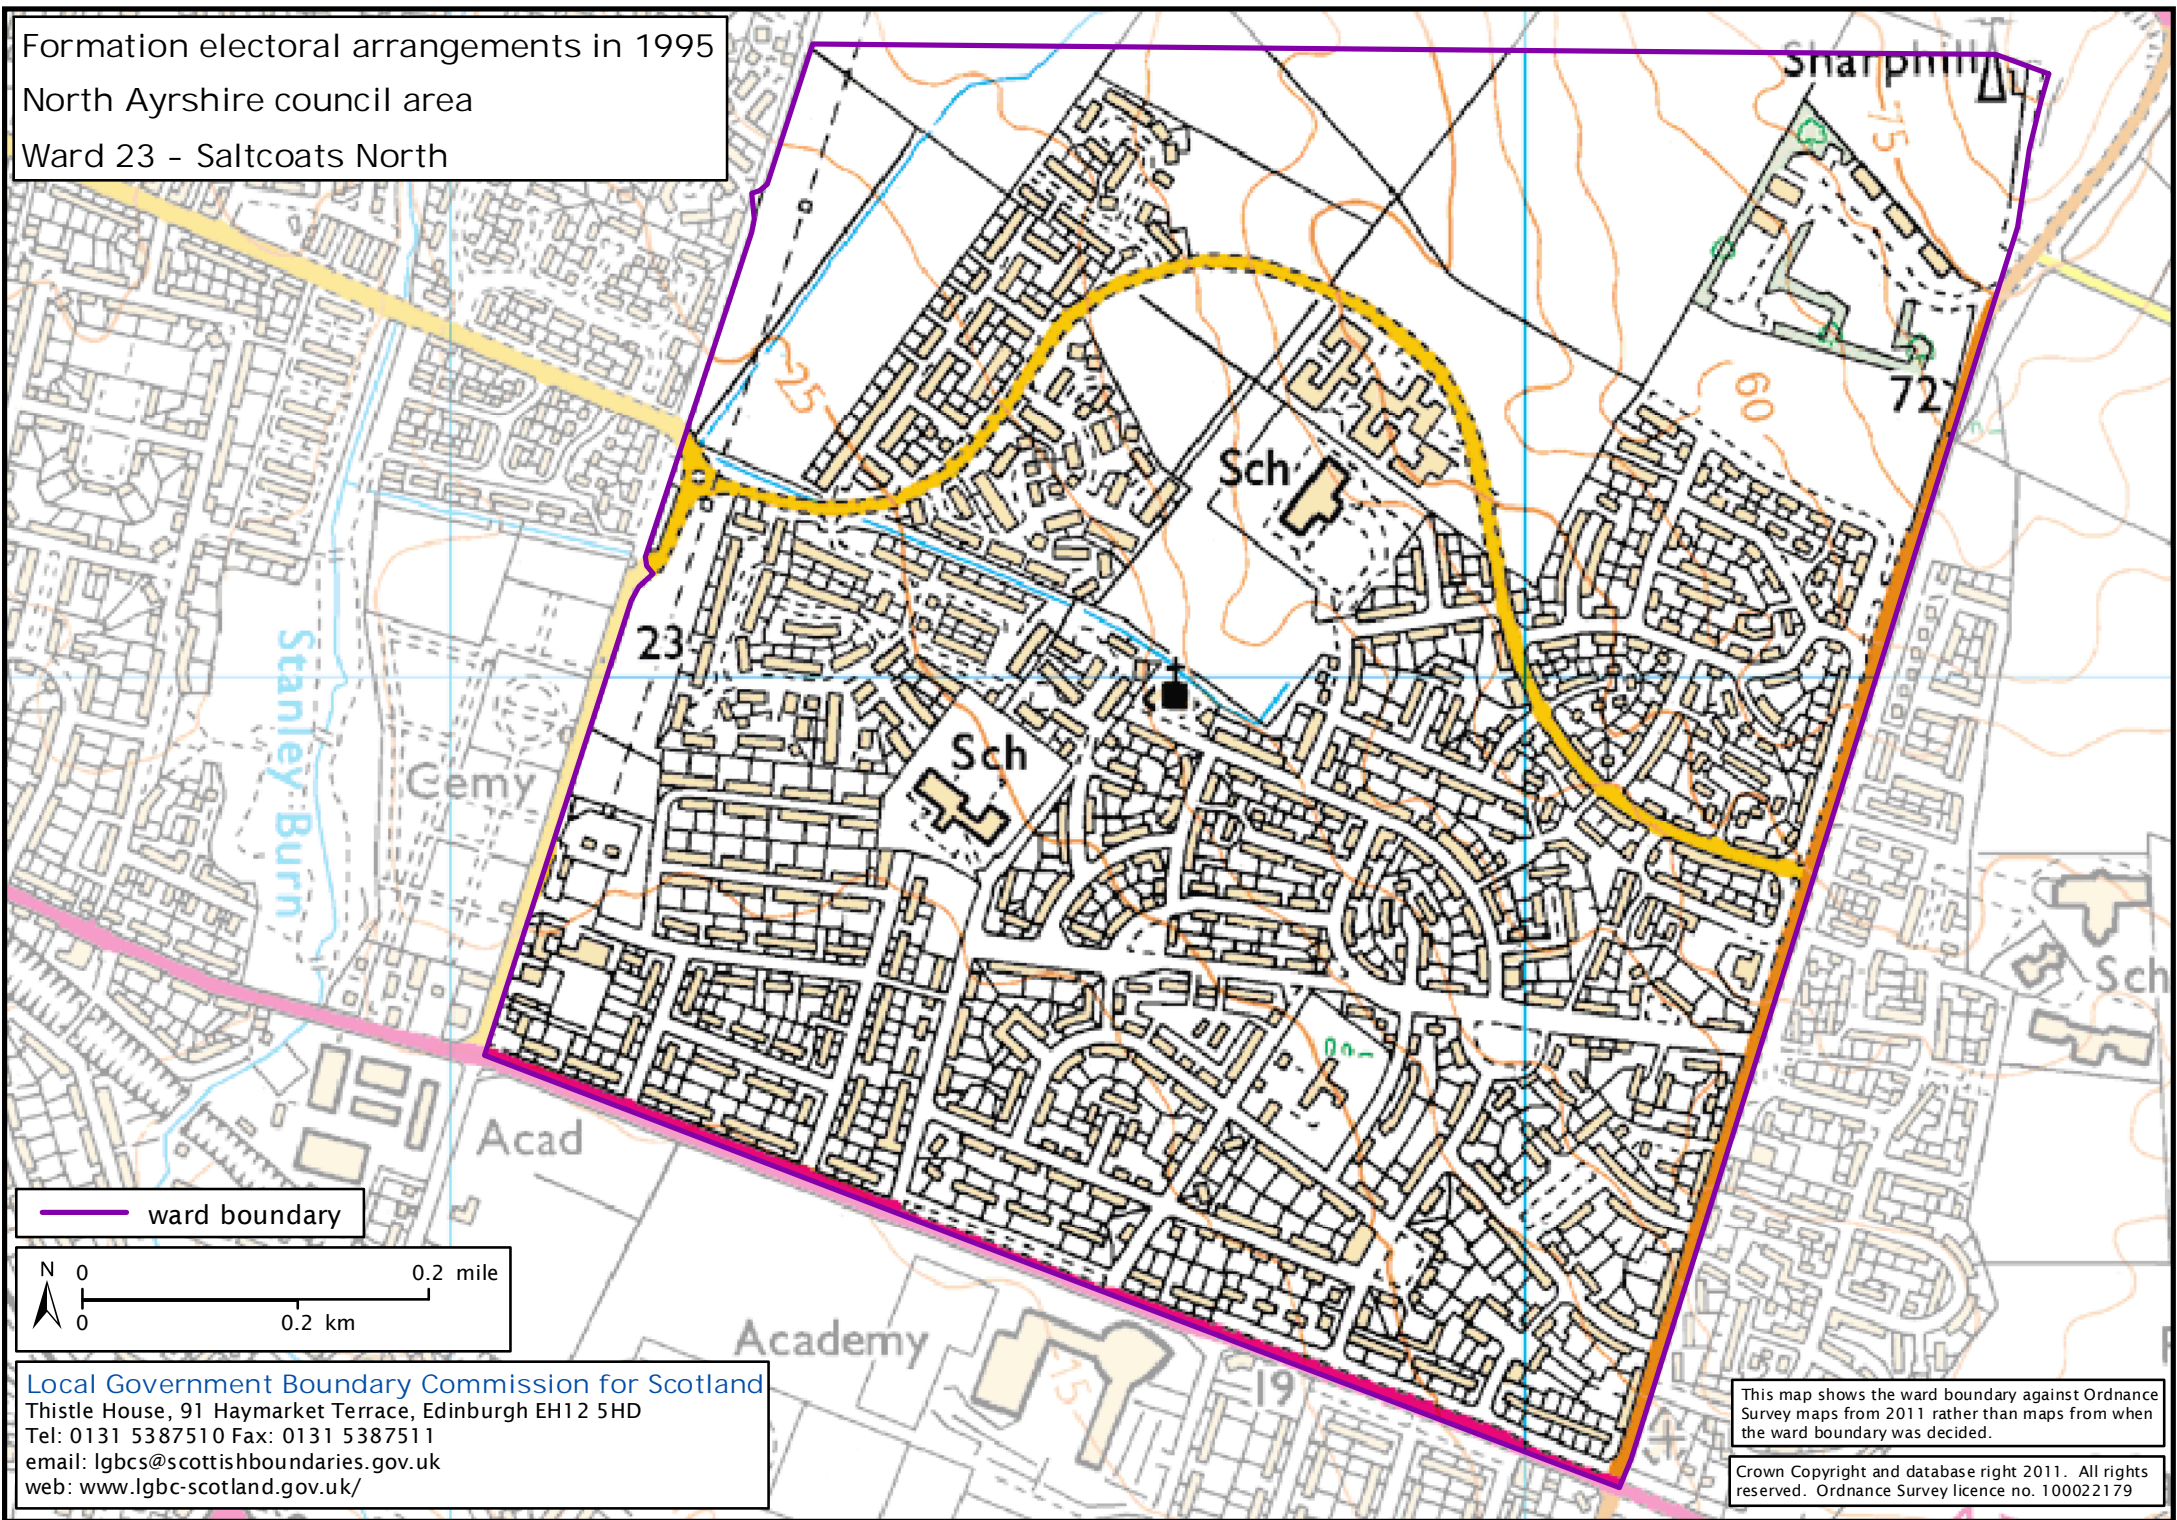 Formation electoral arrangements in 1995
North Ayrshire council area
Ward 23 - Saltcoats North
Sharphill
75
25
60
72
Sch
23
Stanley Burn
Sch
Cemy
Sch
Acad
ward boundary
N 0 0.2 mile
0 0.2 km
Academy
15
19
Local Government Boundary Commission for Scotland
Thistle House, 91 Haymarket Terrace, Edinburgh EH12 5HD
Tel: 0131 5387510 Fax: 0131 5387511
email: lgbcs@scottishboundaries.gov.uk
web: www.lgbc-scotland.gov.uk/
This map shows the ward boundary against Ordnance
Survey maps from 2011 rather than maps from when
the ward boundary was decided.
Crown Copyright and database right 2011. All rights
reserved. Ordnance Survey licence no. 100022179